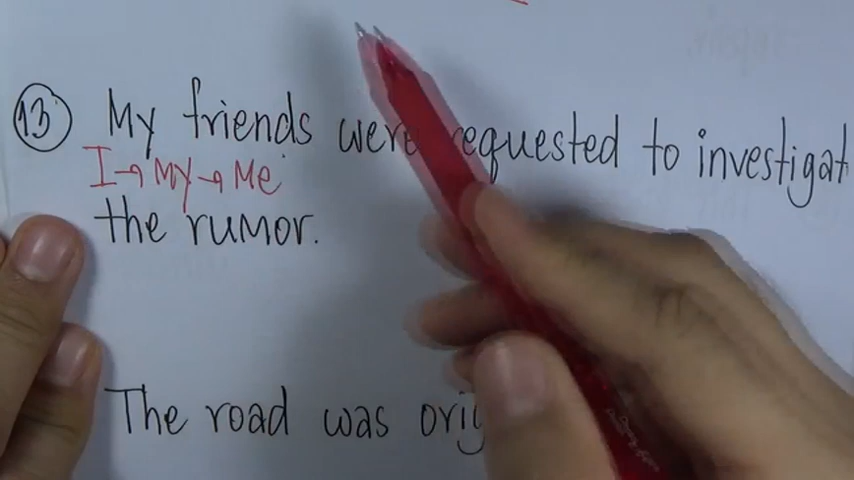 13 My friends were requested to investigat
I → My → Me
the rumor.
The road was orig